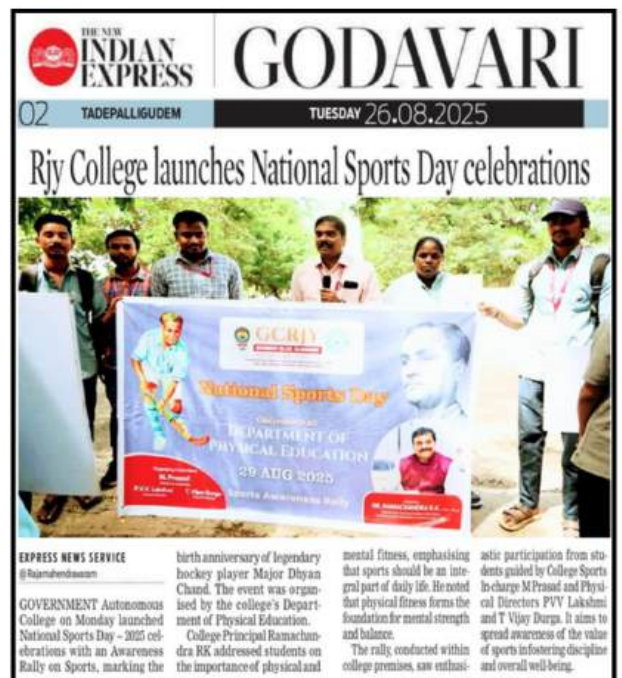 THE NEW
INDIAN
EXPRESS
GODAVARI
02
TADEPALLIGUDEM
TUESDAY 26.08.2025
Rjy College launches National Sports Day celebrations
GCRJY
National Sports Day
DEPARTMENT OF
PHYSICAL EDUCATION
29 AUG 2025
Sports Awareness Rally
M. Prasad
EXPRESS NEWS SERVICE
@Rajamahendravaram
GOVERNMENT Autonomous
College on Monday launched
National Sports Day – 2025 cel-
ebrations with an Awareness
Rally on Sports, marking the
birth anniversary of legendary
hockey player Major Dhyan
Chand. The event was organ-
ised by the college's Depart-
ment of Physical Education.
College Principal Ramachan-
dra RK addressed students on
the importance of physical and
mental fitness, emphasising
that sports should be an inte-
gral part of daily life. He noted
that physical fitness forms the
foundation for mental strength
and balance.
The rally, conducted within
college premises, saw enthusi-
astic participation from stu-
dents guided by College Sports
In-charge M Prasad and Physi-
cal Directors PVV Lakshmi
and T Vijay Durga. It aims to
spread awareness of the value
of sports in fostering discipline
and overall well-being.